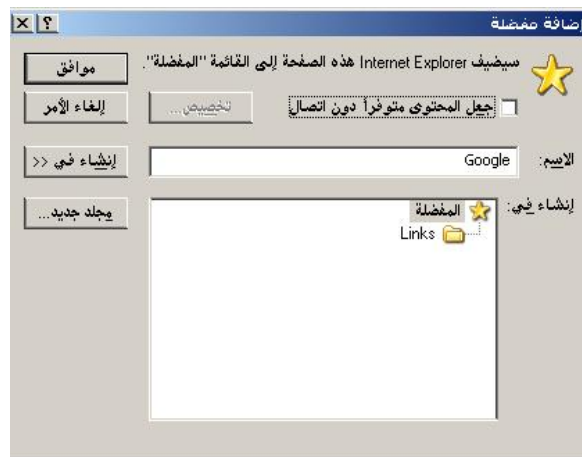 إضافة مفضلة
سيضيف Internet Explorer هذه الصفحة إلى القائمة "المفضلة".
موافق
جعل المحتوى متوفراً دون اتصال
تخصيص...
إلغاء الأمر
الاسم:
Google
إنشاء في <<
إنشاء في:
المفضلة
Links
مجلد جديد...